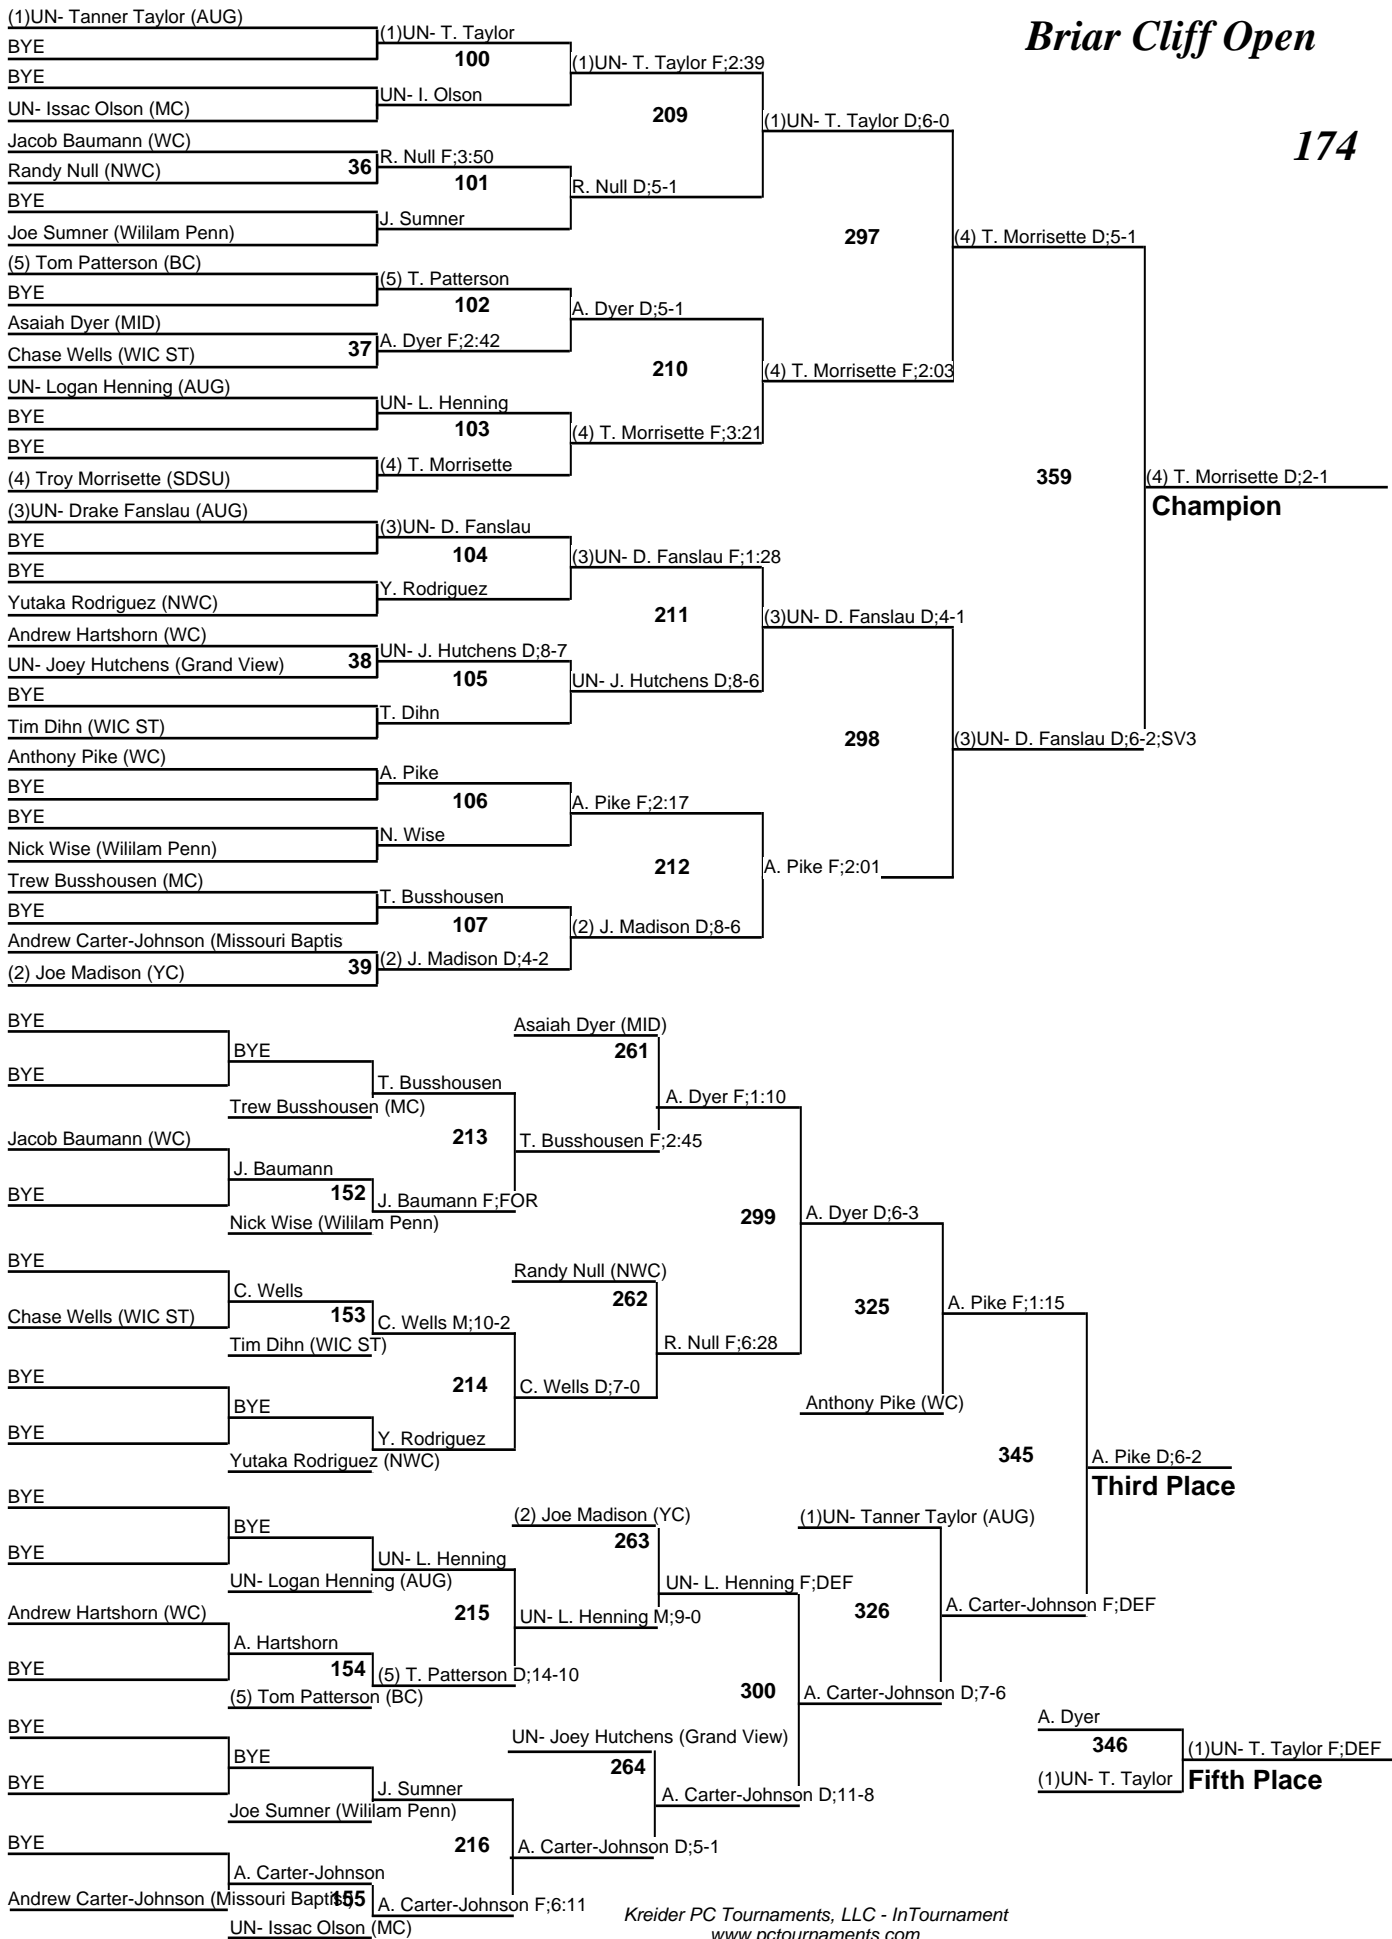 Briar Cliff Open
174
(1)UN- Tanner Taylor (AUG)
BYE
BYE
UN- Issac Olson (MC)
Jacob Baumann (WC)
Randy Null (NWC)
36
BYE
Joe Sumner (Wililam Penn)
(5) Tom Patterson (BC)
BYE
Asaiah Dyer (MID)
Chase Wells (WIC ST)
37
UN- Logan Henning (AUG)
BYE
BYE
(4) Troy Morrisette (SDSU)
(3)UN- Drake Fanslau (AUG)
BYE
BYE
Yutaka Rodriguez (NWC)
Andrew Hartshorn (WC)
UN- Joey Hutchens (Grand View)
38
BYE
Tim Dihn (WIC ST)
Anthony Pike (WC)
BYE
BYE
Nick Wise (Wililam Penn)
Trew Busshousen (MC)
BYE
Andrew Carter-Johnson (Missouri Baptis
(2) Joe Madison (YC)
39
(1)UN- T. Taylor
100
UN- I. Olson
R. Null F;3:50
101
J. Sumner
(5) T. Patterson
102
A. Dyer F;2:42
UN- L. Henning
103
(4) T. Morrisette
(3)UN- D. Fanslau
104
Y. Rodriguez
UN- J. Hutchens D;8-7
105
T. Dihn
A. Pike
106
N. Wise
T. Busshousen
107
(2) J. Madison D;4-2
(1)UN- T. Taylor F;2:39
209
R. Null D;5-1
A. Dyer D;5-1
210
(4) T. Morrisette F;3:21
(3)UN- D. Fanslau F;1:28
211
UN- J. Hutchens D;8-6
A. Pike F;2:17
212
(2) J. Madison D;8-6
(1)UN- T. Taylor D;6-0
297
(4) T. Morrisette F;2:03
(3)UN- D. Fanslau D;4-1
298
A. Pike F;2:01
(4) T. Morrisette D;5-1
359
(3)UN- D. Fanslau D;6-2;SV3
(4) T. Morrisette D;2-1
Champion
BYE
BYE
Jacob Baumann (WC)
BYE
BYE
Chase Wells (WIC ST)
BYE
BYE
BYE
BYE
Andrew Hartshorn (WC)
BYE
BYE
BYE
BYE
Andrew Carter-Johnson (Missouri Baptist)
BYE
Trew Busshousen (MC)
J. Baumann
152
Nick Wise (Wililam Penn)
C. Wells
153
Tim Dihn (WIC ST)
BYE
Yutaka Rodriguez (NWC)
BYE
UN- Logan Henning (AUG)
A. Hartshorn
154
(5) Tom Patterson (BC)
BYE
Joe Sumner (Wililam Penn)
A. Carter-Johnson
155
UN- Issac Olson (MC)
T. Busshousen
213
J. Baumann F;FOR
C. Wells M;10-2
214
Y. Rodriguez
UN- L. Henning
215
(5) T. Patterson D;14-10
J. Sumner
216
A. Carter-Johnson F;6:11
Asaiah Dyer (MID)
261
T. Busshousen F;2:45
Randy Null (NWC)
262
C. Wells D;7-0
(2) Joe Madison (YC)
263
UN- L. Henning M;9-0
UN- Joey Hutchens (Grand View)
264
A. Carter-Johnson D;5-1
A. Dyer F;1:10
299
R. Null F;6:28
UN- L. Henning F;DEF
300
A. Carter-Johnson D;11-8
A. Dyer D;6-3
325
Anthony Pike (WC)
(1)UN- Tanner Taylor (AUG)
326
A. Carter-Johnson D;7-6
A. Pike F;1:15
345
A. Carter-Johnson F;DEF
A. Pike D;6-2
Third Place
A. Dyer
346
(1)UN- T. Taylor
(1)UN- T. Taylor F;DEF
Fifth Place
Kreider PC Tournaments, LLC - InTournament
www.pctournaments.com